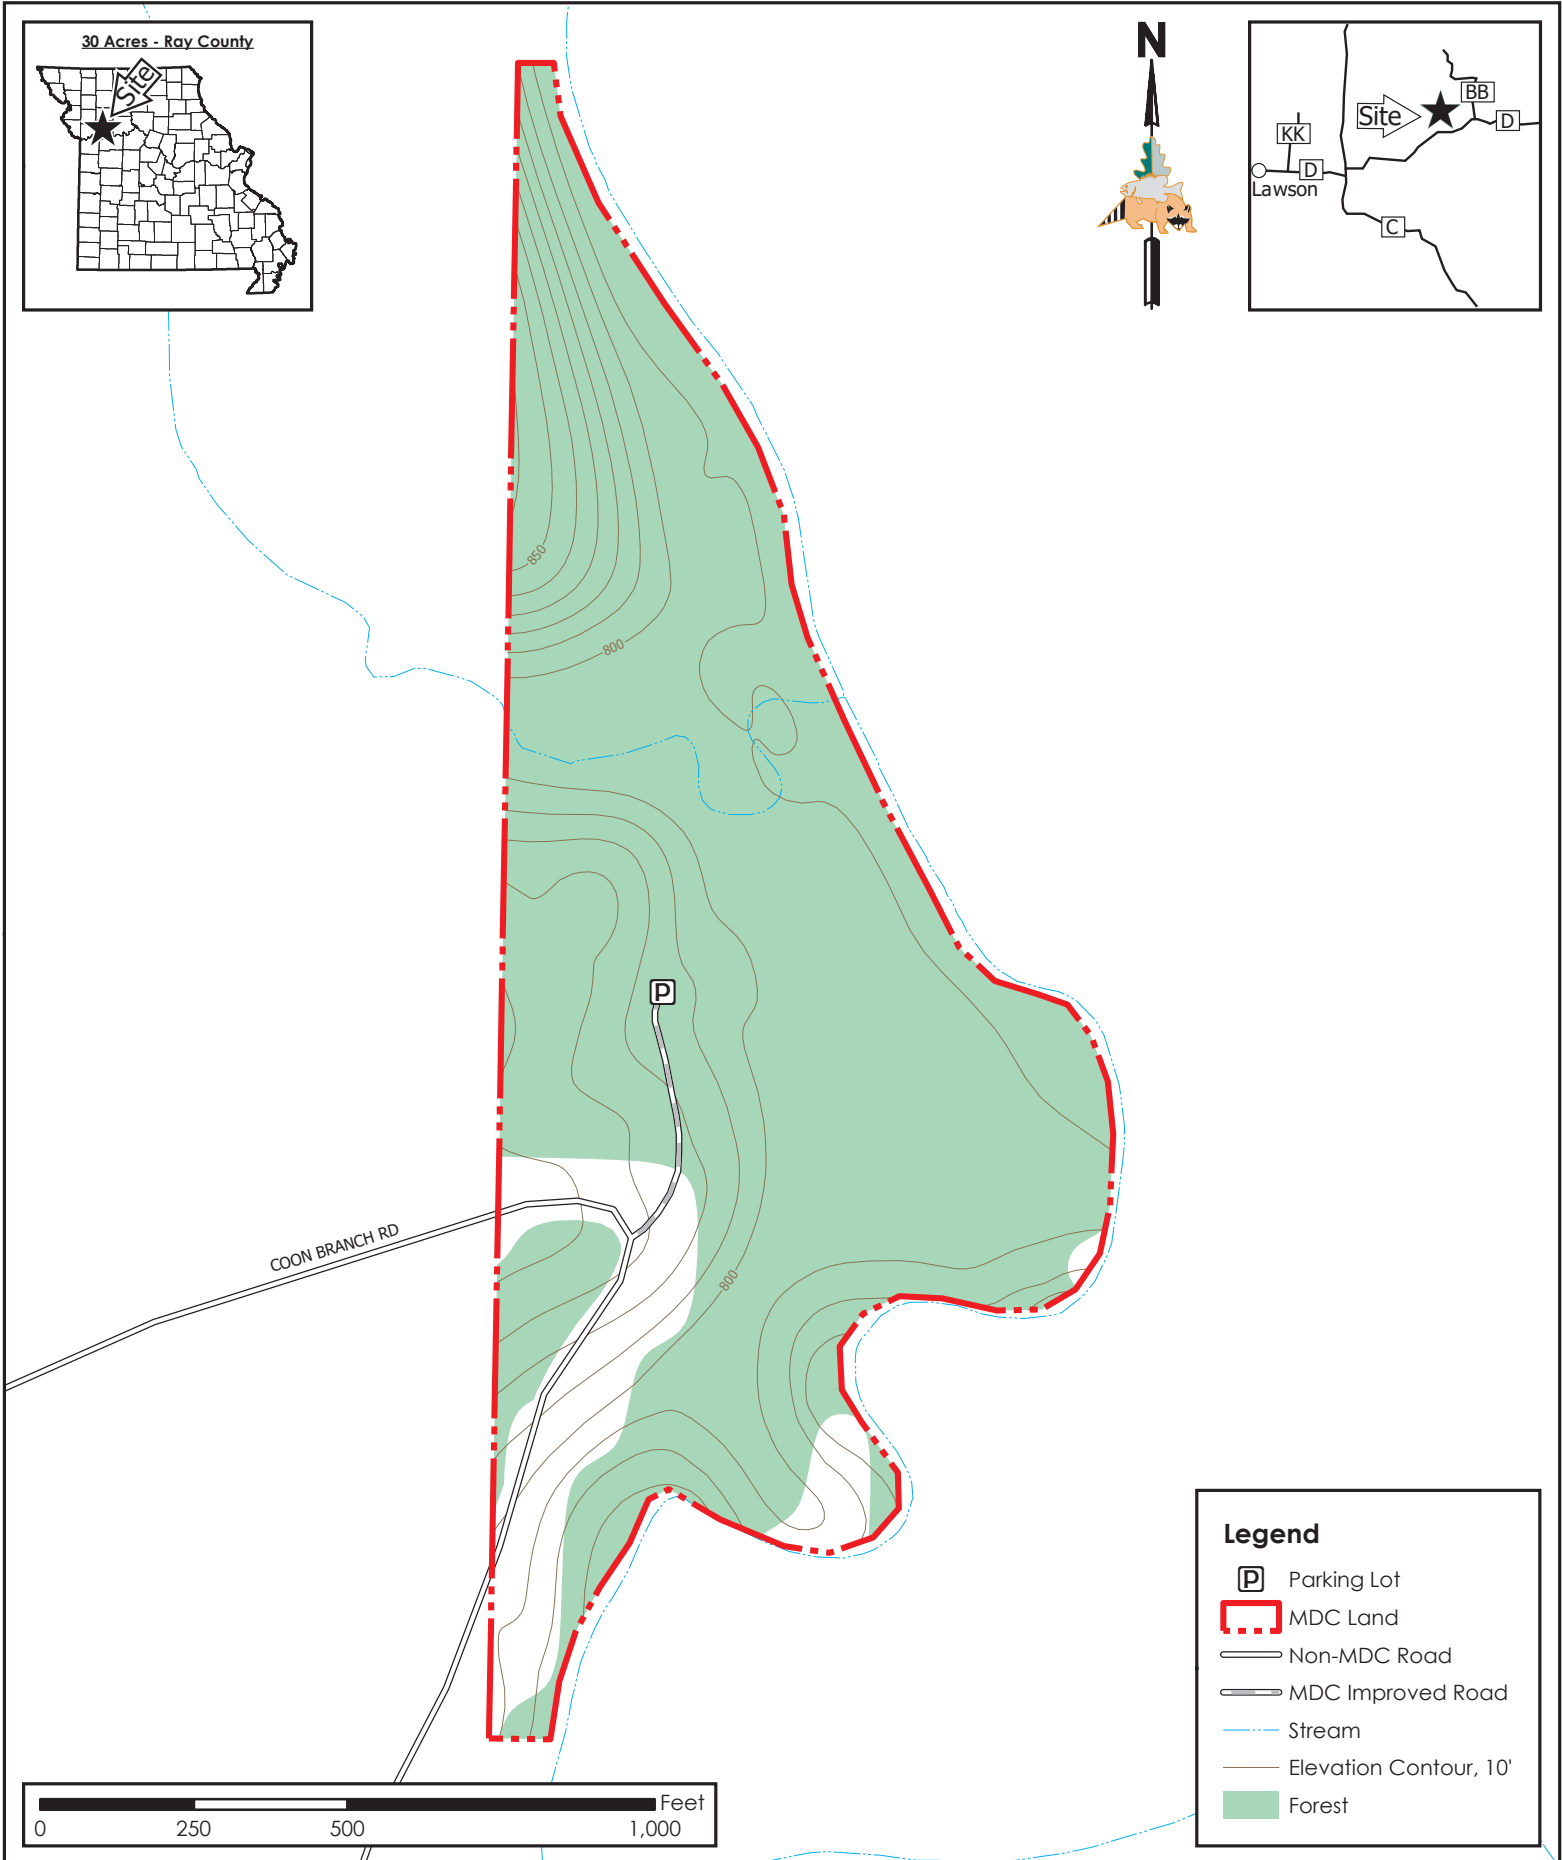 30 Acres - Ray County
Site
N
BB
Site
D
KK
D
Lawson
C
850
800
P
COON BRANCH RD
800
Legend
P Parking Lot
MDC Land
Non-MDC Road
MDC Improved Road
Stream
Elevation Contour, 10'
Forest
Feet
0 250 500 1,000